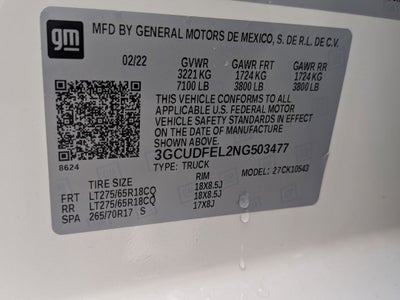 gm MFD BY GENERAL MOTORS DE MEXICO, S. DE R.L. DE C.V.
02/22 GVWR GAWR FRT GAWR RR
3221 KG 1724 KG 1724 KG
7100 LB 3800 LB 3800 LB
THIS VEHICLE CONFORMS TO ALL APPLICABLE
U.S. FEDERAL MOTOR
VEHICLE SAFETY STANDARDS IN EFFECT ON
THE DATE OF MANUFACTURE
SHOWN ABOVE.
3GCUDFEL2NG503477
8624 TYPE: TRUCK 27CK10543
TIRE SIZE RIM
FRT LT275/65R18CQ 18X8.5J
RR LT275/65R18CQ 18X8.5J
SPA 265/70R17 S 17X8J